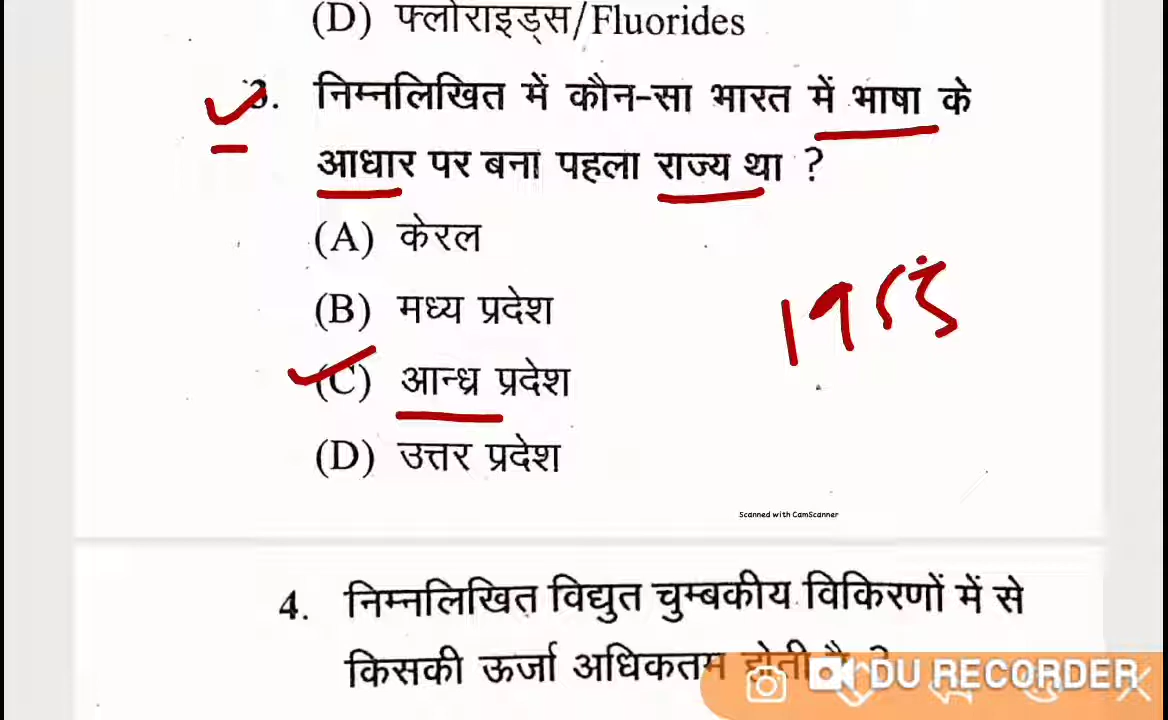 (D) फ्लोराइड्स/Fluorides
3. निम्नलिखित में कौन-सा भारत में भाषा के
आधार पर बना पहला राज्य था ?
(A) केरल
(B) मध्य प्रदेश
1953
(C) आन्ध्र प्रदेश
(D) उत्तर प्रदेश
Scanned with CamScanner
4. निम्नलिखित विद्युत चुम्बकीय विकिरणों में से
किसकी ऊर्जा अधिकतम होती है ?
DU RECORDER